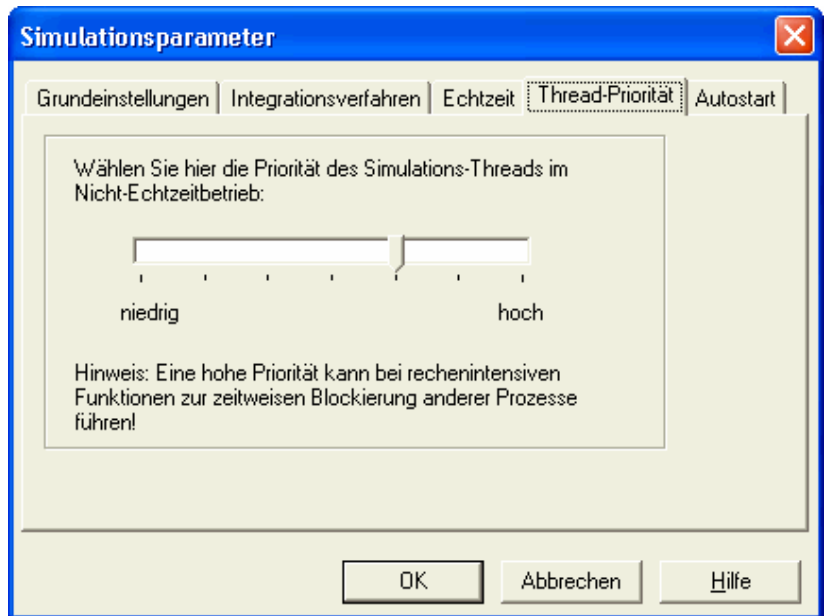 Simulationsparameter
Grundeinstellungen Integrationsverfahren Echtzeit Thread-Priorität Autostart
Wählen Sie hier die Priorität des Simulations-Threads im
Nicht-Echtzeitbetrieb:
niedrig hoch
Hinweis: Eine hohe Priorität kann bei rechenintensiven
Funktionen zur zeitweisen Blockierung anderer Prozesse
führen!
OK Abbrechen Hilfe